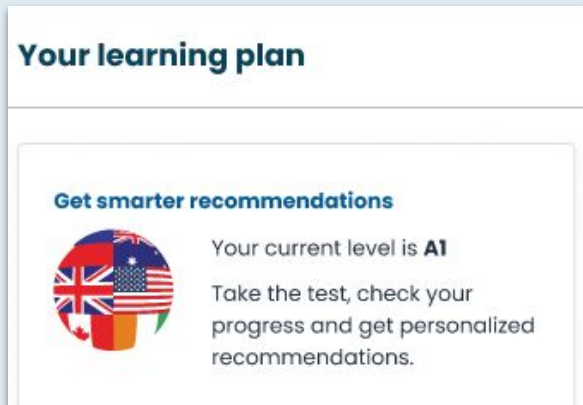 Your learning plan
Get smarter recommendations
Your current level is A1
Take the test, check your
progress and get personalized
recommendations.